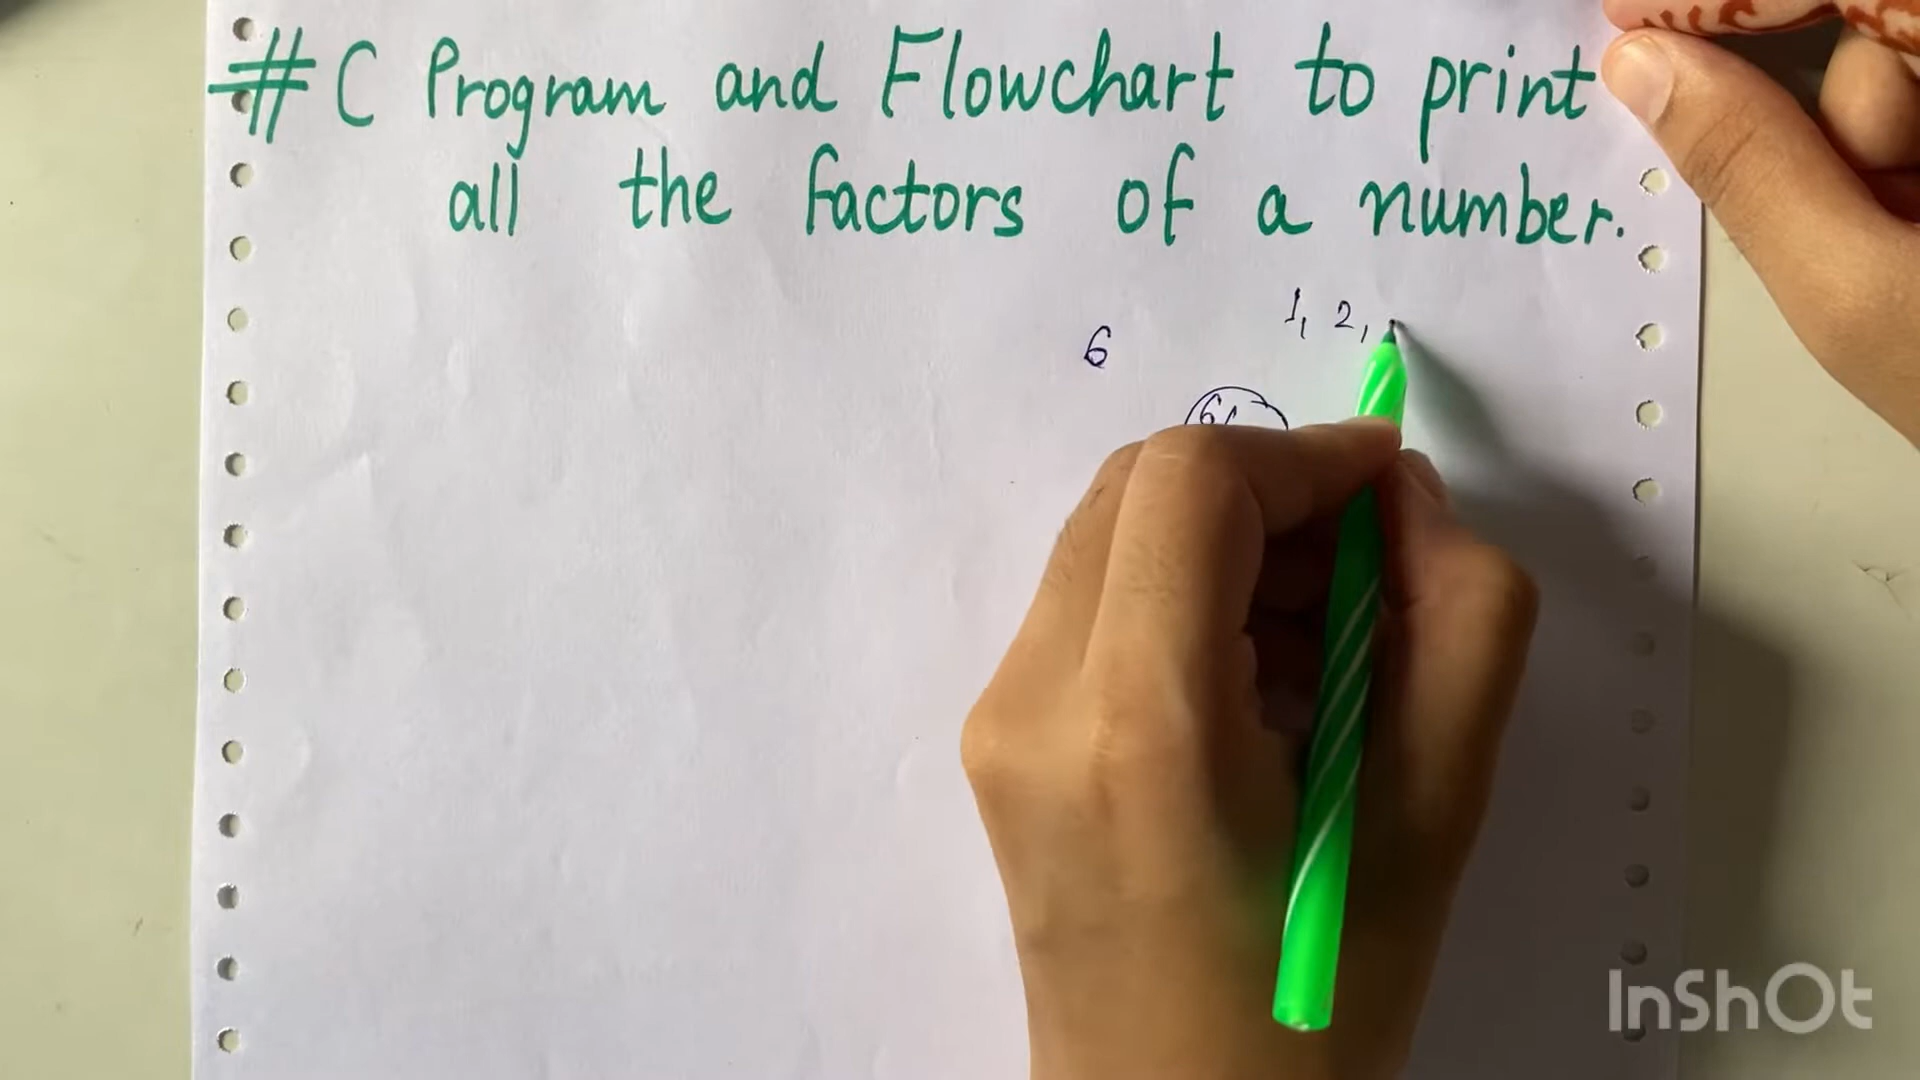 # C Program and Flowchart to print
all the factors of a number.
1, 2,
6
InShOt